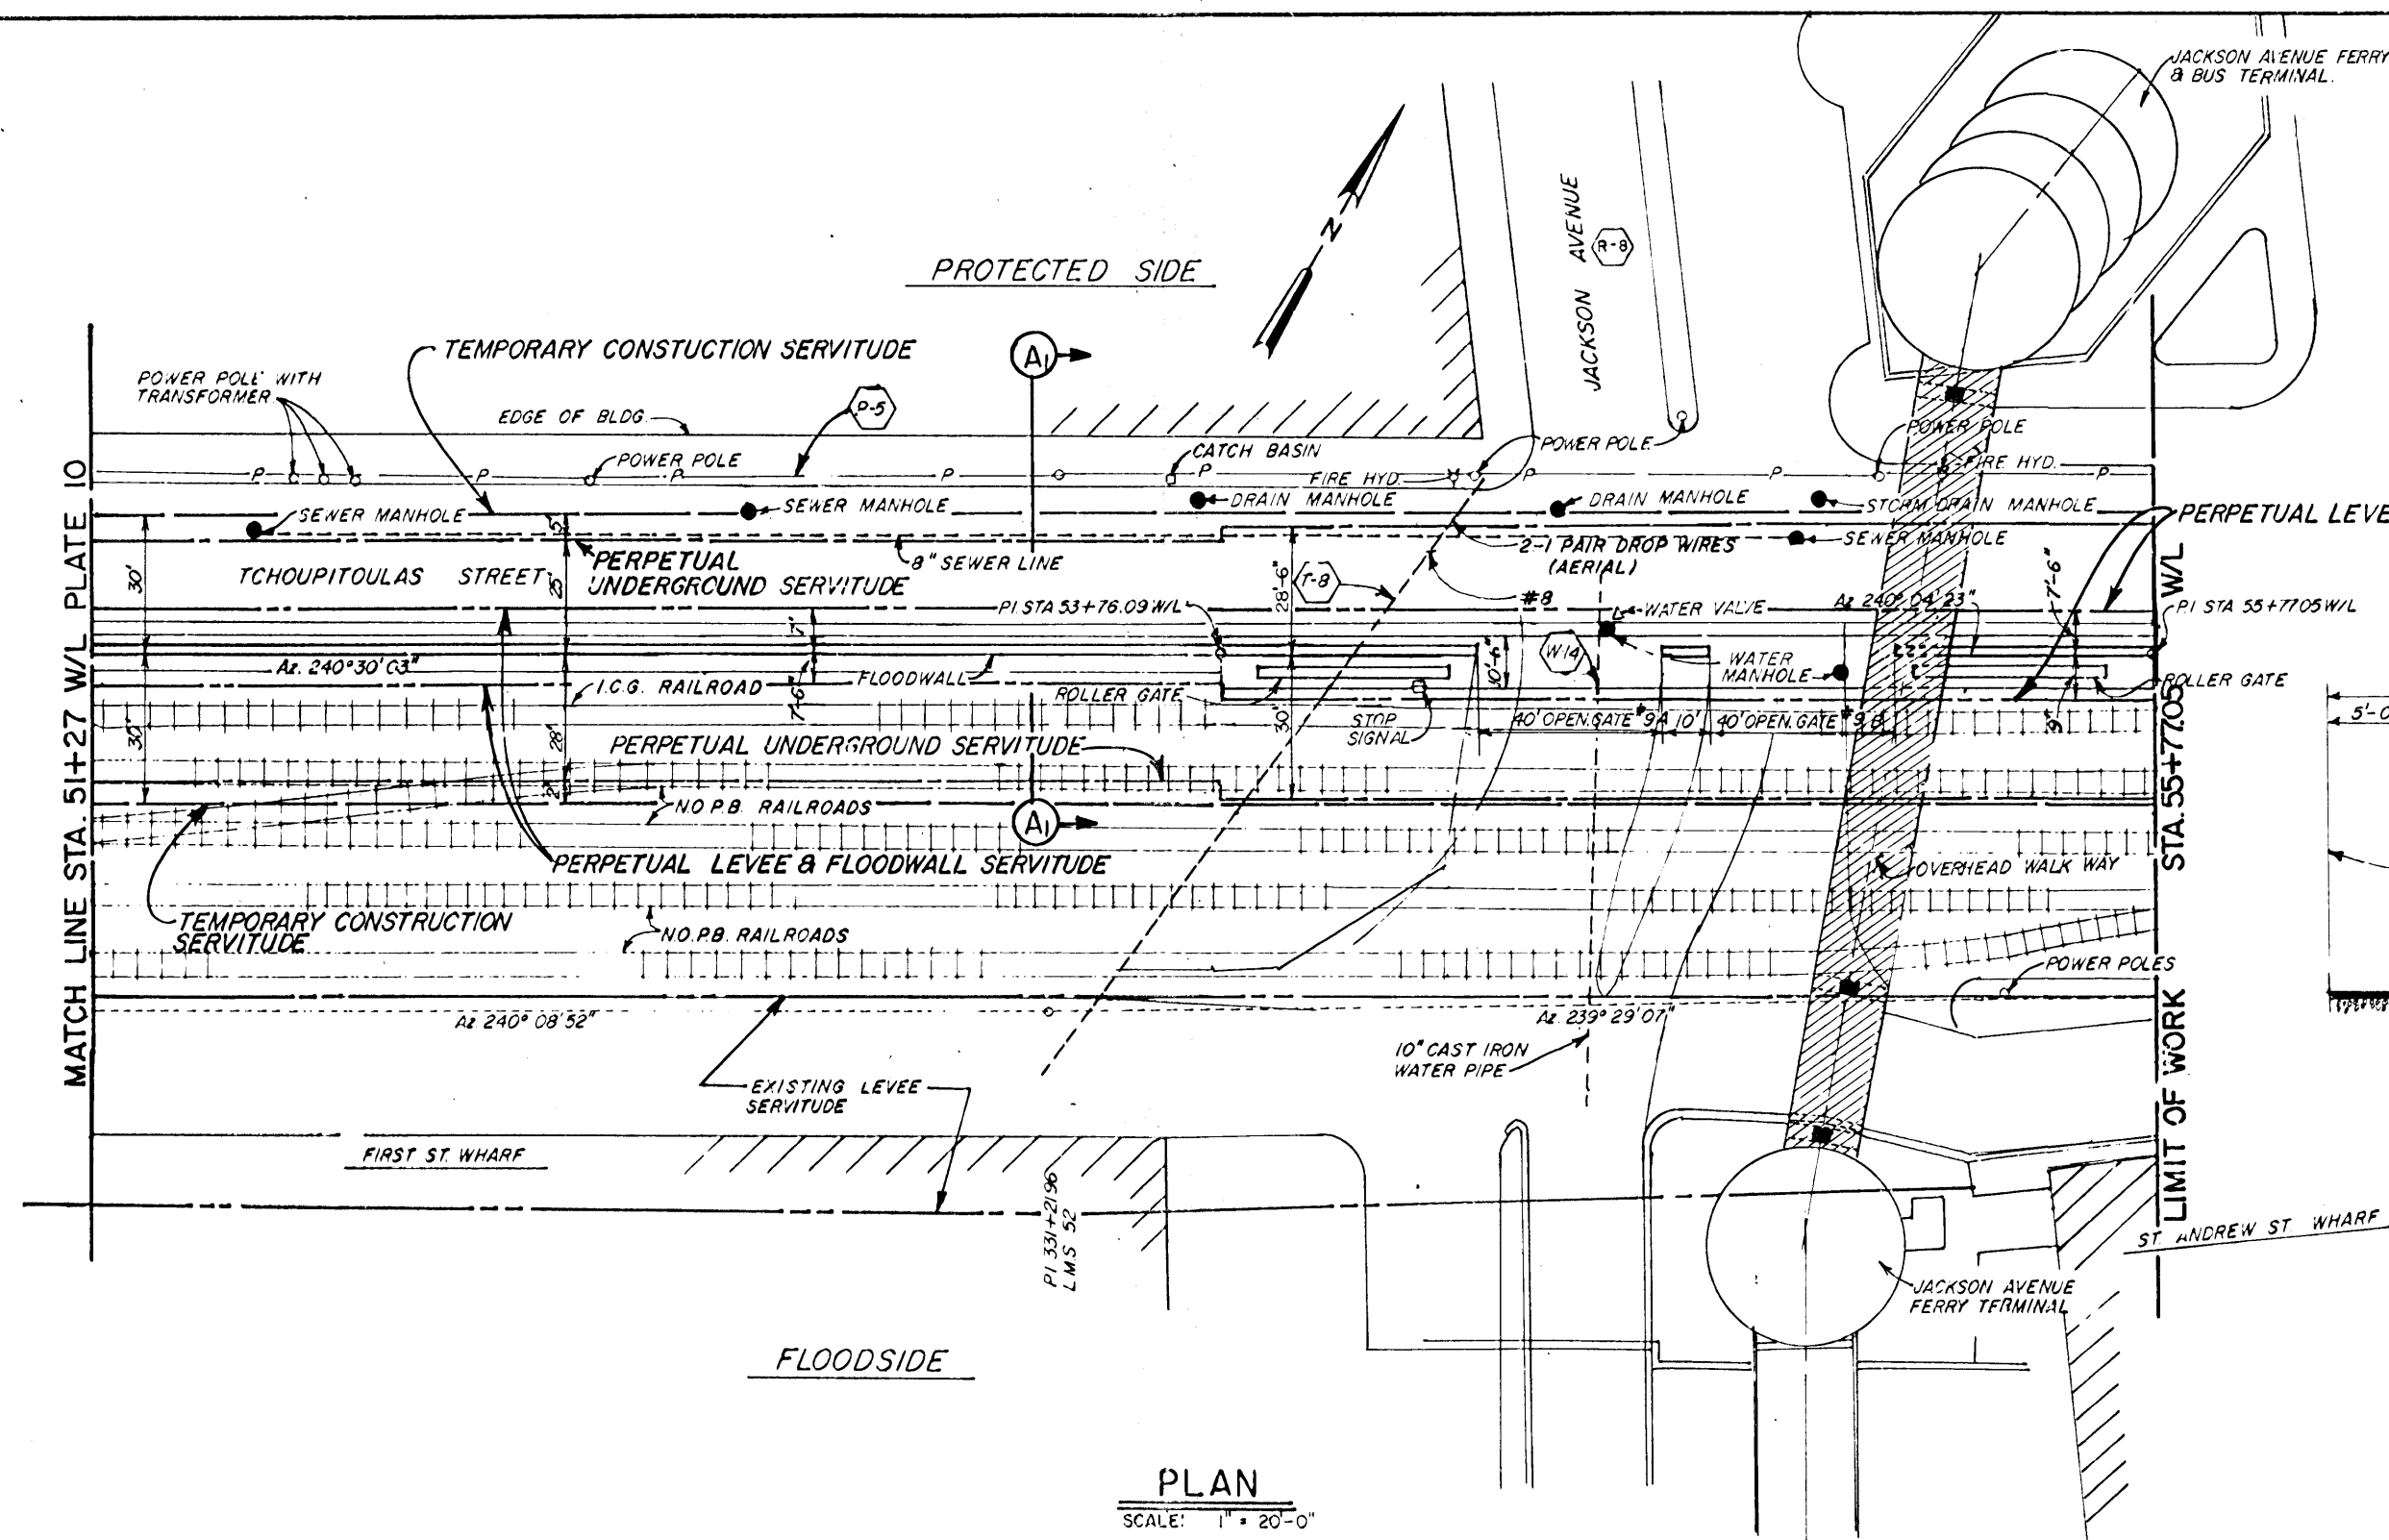 JACKSON AVENUE FERRY
& BUS TERMINAL.
JACKSON AVENUE
R-8
N
PROTECTED SIDE
TEMPORARY CONSTUCTION SERVITUDE
A1
POWER POLE WITH
TRANSFORMER
P-5
EDGE OF BLDG.
POWER POLE
CATCH BASIN
POWER POLE
POWER POLE
P
P
P
P
P
P
P
FIRE HYD.
FIRE HYD.
SEWER MANHOLE
SEWER MANHOLE
DRAIN MANHOLE
DRAIN MANHOLE
STORM DRAIN MANHOLE
PERPETUAL LEVE
SEWER MANHOLE
8" SEWER LINE
2-1 PAIR DROP WIRES
(AERIAL)
PERPETUAL
UNDERGROUND SERVITUDE
TCHOUPITOULAS STREET
5'
25'
30'
28'-6"
T-8
#8
7'-6"
P.I. STA 53+76.09 W/L
WATER VALVE
Az 240° 04' 23"
P.I. STA 55+77.05 W/L
7'
Az. 240° 30' 03"
FLOODWALL
10'-6"
W-14
WATER
MANHOLE
I.C.G. RAILROAD
7'-6"
ROLLER GATE
ROLLER GATE
STOP
SIGNAL
40' OPEN. GATE #9A
10'
40' OPEN. GATE #9B
9'
5'-0
30'
28'
30'
PERPETUAL UNDERGROUND SERVITUDE
2'
N.O.P.B. RAILROADS
A1
PERPETUAL LEVEE & FLOODWALL SERVITUDE
OVERHEAD WALK WAY
TEMPORARY CONSTRUCTION
SERVITUDE
N.O.P.B. RAILROADS
POWER POLES
Az 240° 08' 52"
Az. 239° 29' 07"
10" CAST IRON
WATER PIPE
EXISTING LEVEE
SERVITUDE
FIRST ST. WHARF
P.I 331+21.96
L.M.S 52
ST. ANDREW ST. WHARF
JACKSON AVENUE
FERRY TERMINAL
MATCH LINE STA. 51+27 W/L PLATE 10
LIMIT OF WORK STA. 55+77.05 W/L
FLOODSIDE
PLAN
SCALE: 1" = 20'-0"